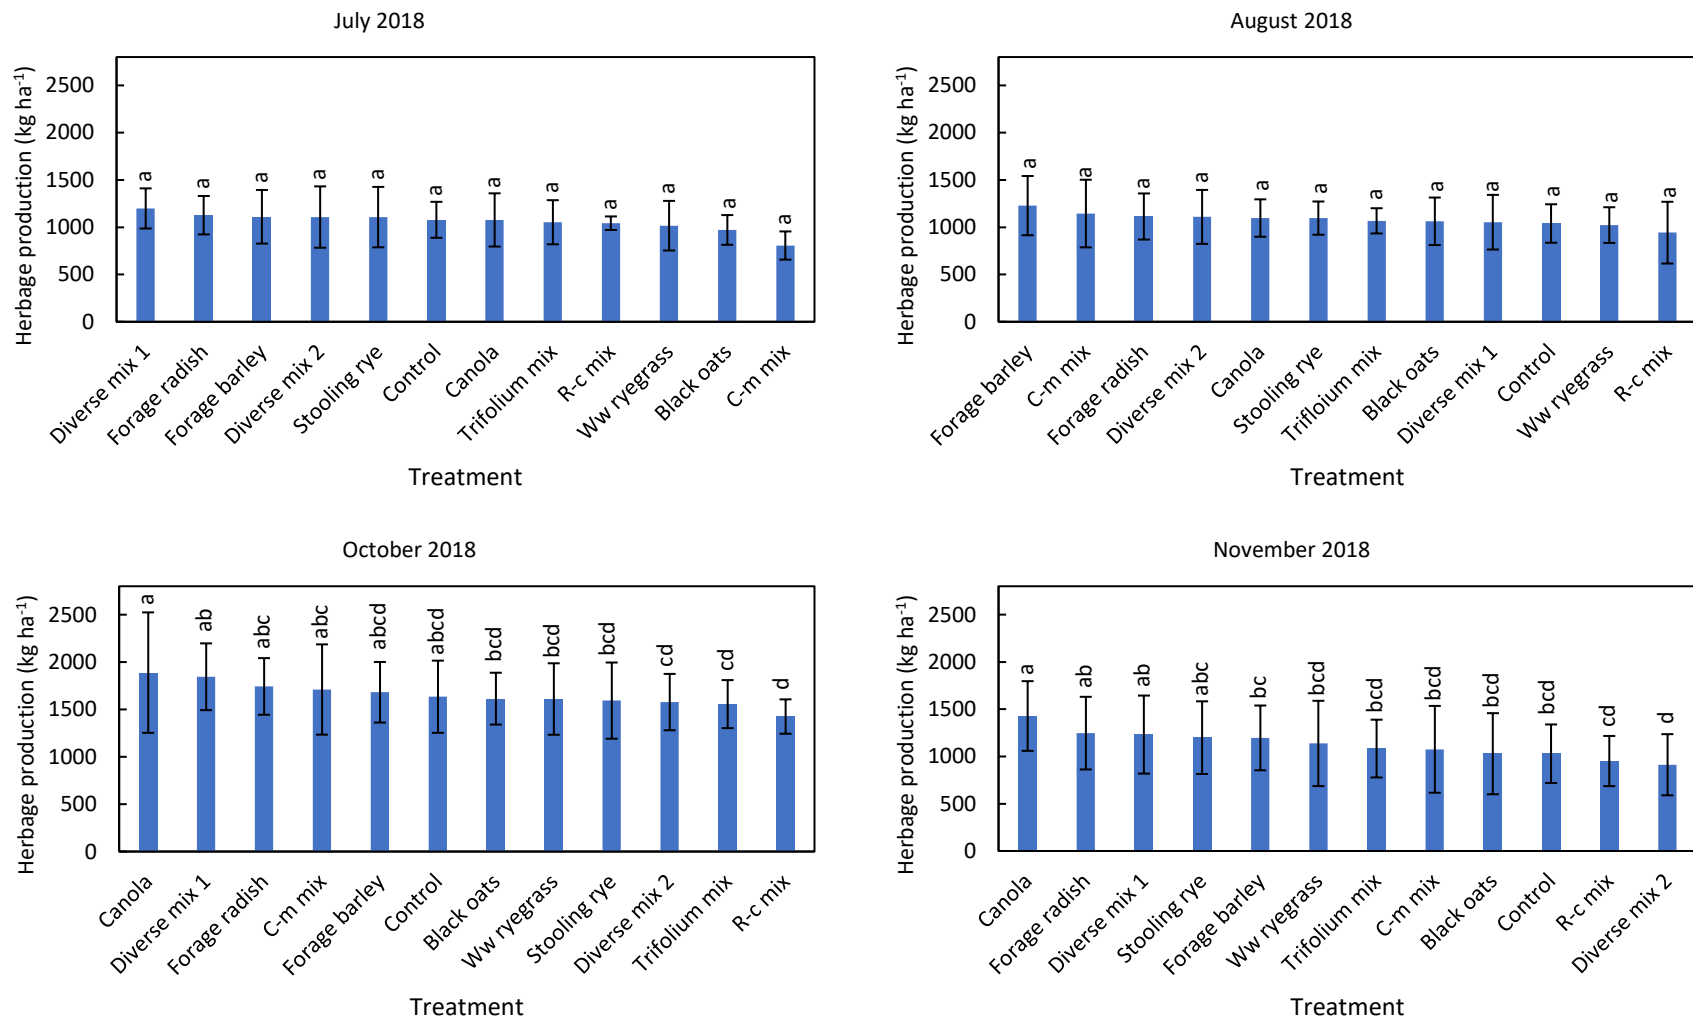 July 2018
Herbage production (kg ha⁻¹)
2500
2000
1500
1000
500
0
a a a a a a a a a a a a
Diverse mix 1
Forage radish
Forage barley
Diverse mix 2
Stooling rye
Control
Canola
Trifolium mix
R-c mix
Ww ryegrass
Black oats
C-m mix
Treatment
August 2018
Herbage production (kg ha⁻¹)
2500
2000
1500
1000
500
0
a a a a a a a a a a a a
Forage barley
C-m mix
Forage radish
Diverse mix 2
Canola
Stooling rye
Trifloium mix
Black oats
Diverse mix 1
Control
Ww ryegrass
R-c mix
Treatment
October 2018
Herbage production (kg ha⁻¹)
2500
2000
1500
1000
500
0
a ab abc abc abcd abcd bcd bcd bcd cd cd d
Canola
Diverse mix 1
Forage radish
C-m mix
Forage barley
Control
Black oats
Ww ryegrass
Stooling rye
Diverse mix 2
Trifolium mix
R-c mix
Treatment
November 2018
Herbage production (kg ha⁻¹)
2500
2000
1500
1000
500
0
a ab ab abc bc bcd bcd bcd bcd bcd cd d
Canola
Forage radish
Diverse mix 1
Stooling rye
Forage barley
Ww ryegrass
Trifolium mix
C-m mix
Black oats
Control
R-c mix
Diverse mix 2
Treatment